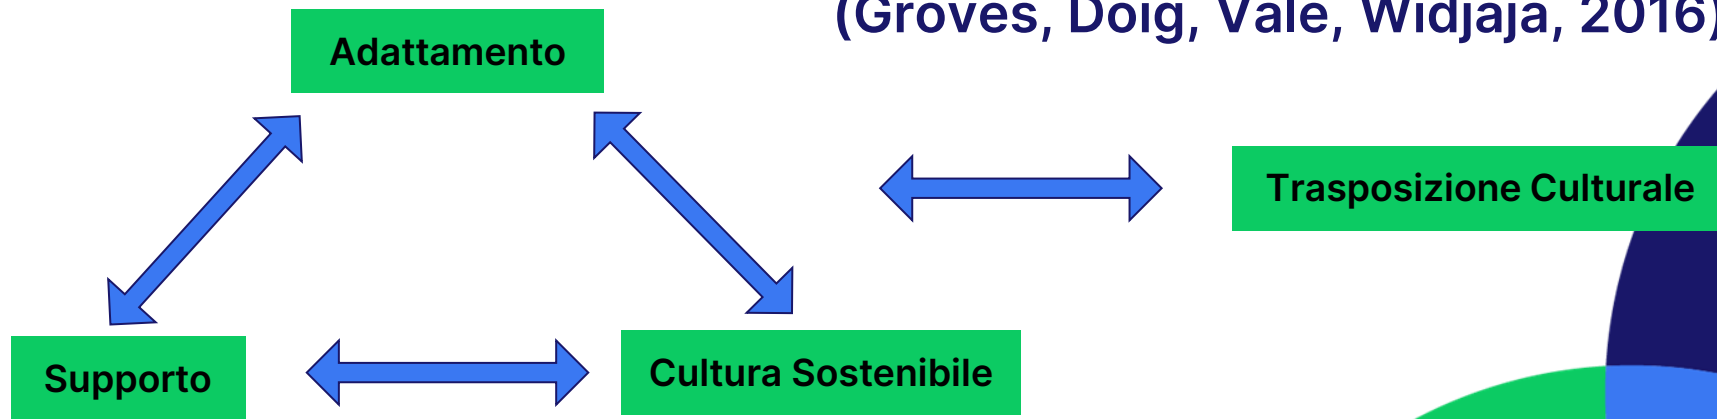 (Groves, Doig, Vale, Widjaja, 2016)
Adattamento
Trasposizione Culturale
Supporto
Cultura Sostenibile